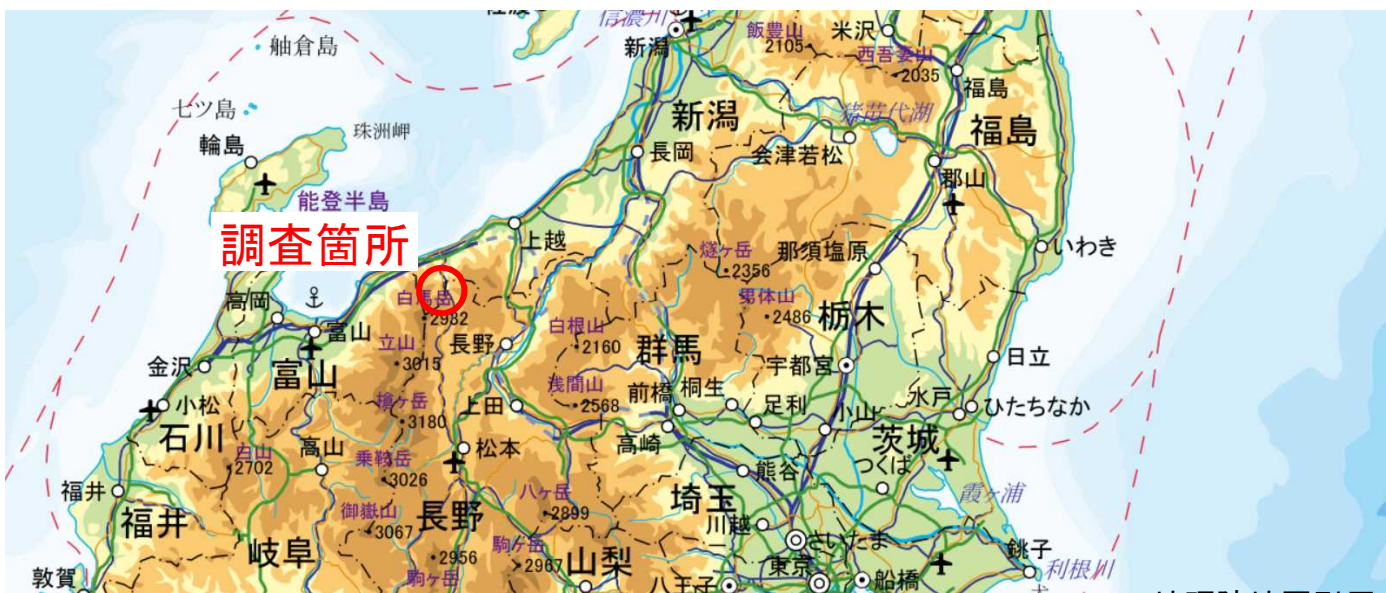 信濃川
飯豊山
2105
米沢
新潟
西吾妻山
2035
舳倉島
福島
七ツ島
珠洲岬
新潟
猪苗代湖
福島
輪島
長岡
会津若松
郡山
能登半島
調査箇所
上越
燧ヶ岳
2356
那須塩原
いわき
高岡
白馬岳
2982
男体山
2486
栃木
富山
白根山
2160
立山
3015
長野
群馬
宇都宮
日立
金沢
富山
浅間山
2568
前橋
桐生
小松
槍ヶ岳
3180
上田
足利
小山
水戸
ひたちなか
石川
高山
松本
高崎
茨城
白山
2702
乗鞍岳
3026
熊谷
つくば
福井
八ヶ岳
2899
埼玉
霞ヶ浦
福井
御嶽山
3067
長野
川越
岐阜
2956
駒ヶ岳
2967
山梨
さいたま
銚子
利根川
敦賀
駒ヶ岳
八王子
東京
船橋